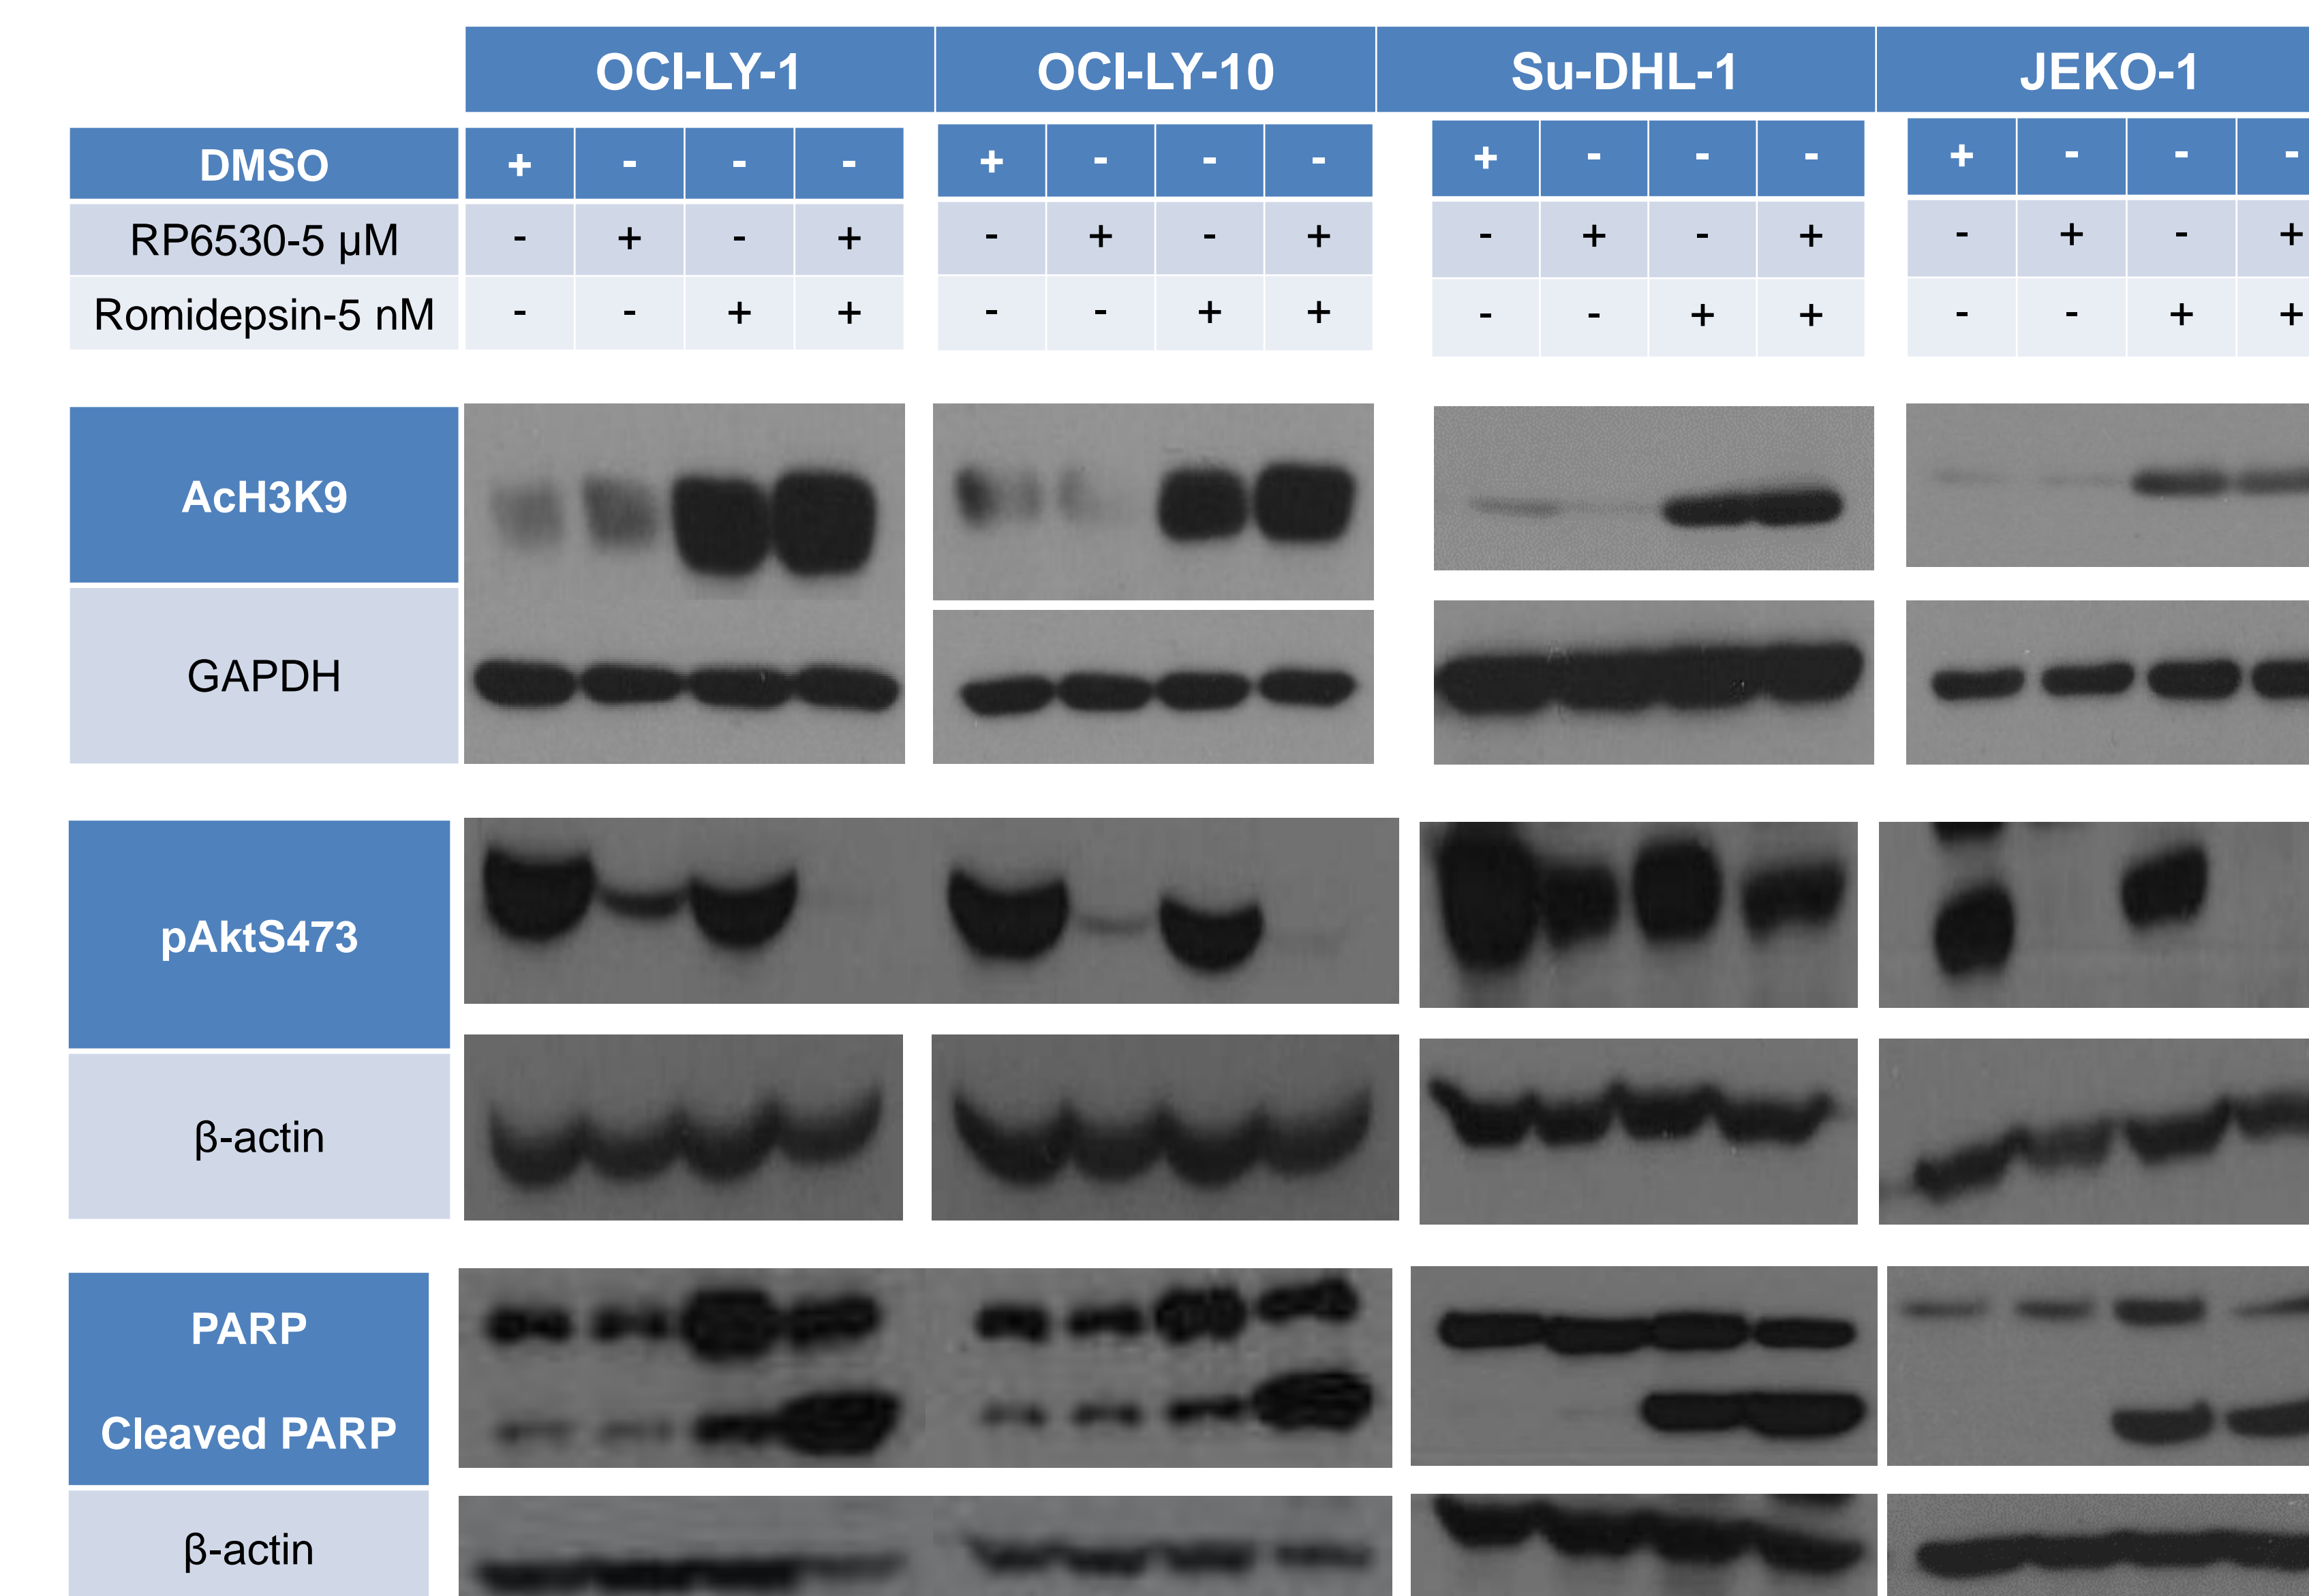 OCI-LY-1 OCI-LY-10 Su-DHL-1 JEKO-1
DMSO + - - - + - - - + - - - + - - -
RP6530-5 µM - + - + - + - + - + - + - + - +
Romidepsin-5 nM - - + + - - + + - - + + - - + +
AcH3K9
GAPDH
pAktS473
β-actin
PARP
Cleaved PARP
β-actin